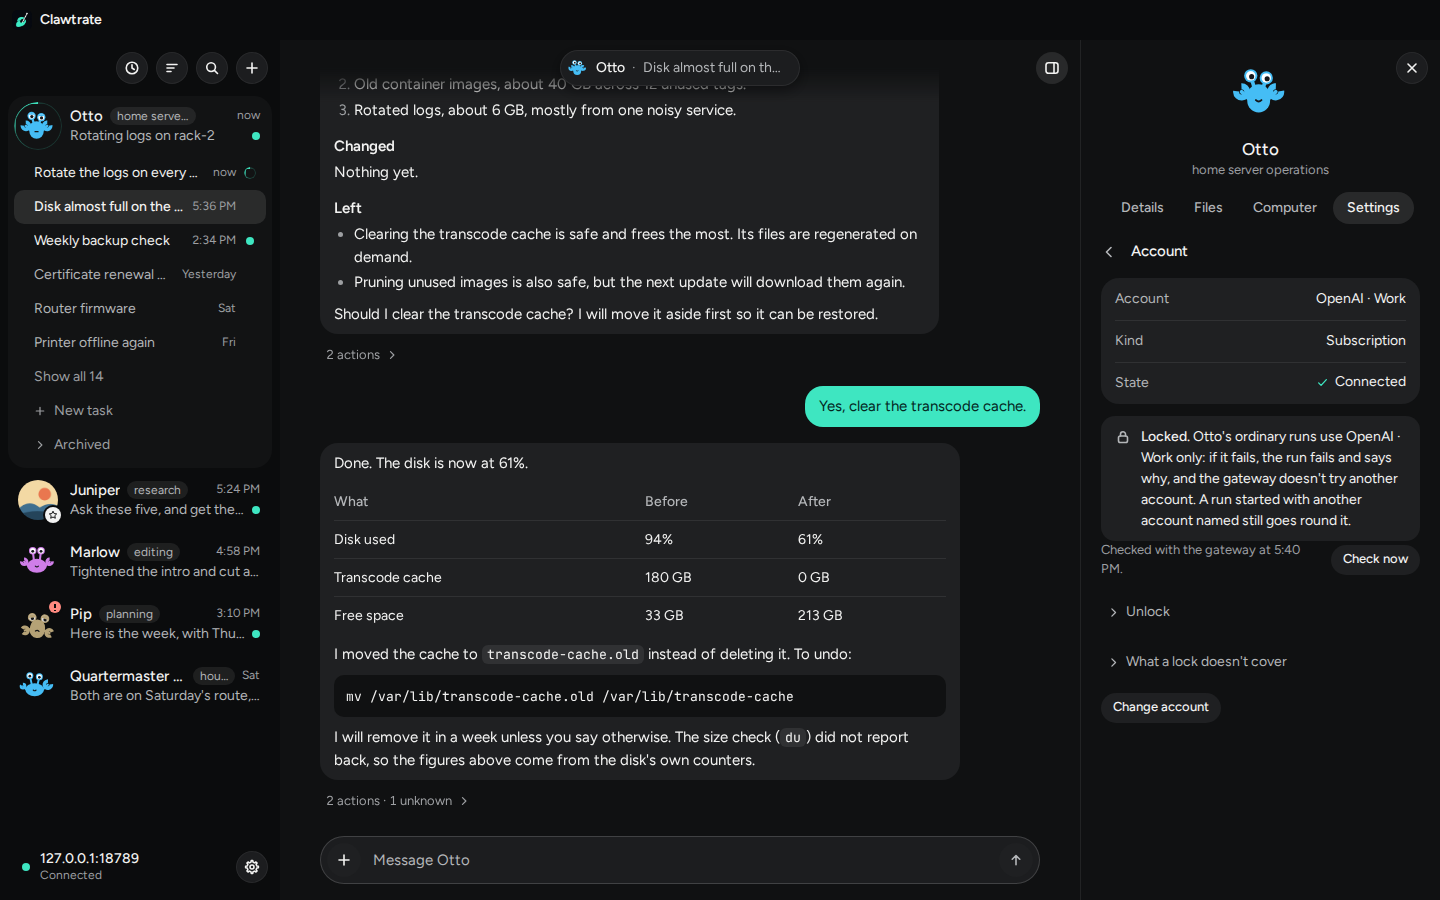 Clawtrate
Otto home serve... now
Rotating logs on rack-2
Rotate the logs on every ... now
Disk almost full on the ... 5:36 PM
Weekly backup check 2:34 PM
Certificate renewal ... Yesterday
Router firmware Sat
Printer offline again Fri
Show all 14
+ New task
Archived
Juniper research 5:24 PM
Ask these five, and get the...
Marlow editing 4:58 PM
Tightened the intro and cut a...
Pip planning 3:10 PM
Here is the week, with Thu...
Quartermaster ... hou... Sat
Both are on Saturday's route,...
127.0.0.1:18789
Connected
Otto · Disk almost full on th...
2. Old container images, about 40 GB across 12 unused tags.
3. Rotated logs, about 6 GB, mostly from one noisy service.
Changed
Nothing yet.
Left
• Clearing the transcode cache is safe and frees the most. Its files are regenerated on
demand.
• Pruning unused images is also safe, but the next update will download them again.
Should I clear the transcode cache? I will move it aside first so it can be restored.
2 actions
Yes, clear the transcode cache.
Done. The disk is now at 61%.
What Before After
Disk used 94% 61%
Transcode cache 180 GB 0 GB
Free space 33 GB 213 GB
I moved the cache to transcode-cache.old instead of deleting it. To undo:
mv /var/lib/transcode-cache.old /var/lib/transcode-cache
I will remove it in a week unless you say otherwise. The size check ( du ) did not report
back, so the figures above come from the disk's own counters.
2 actions · 1 unknown
Message Otto
Otto
home server operations
Details Files Computer Settings
Account
Account OpenAI · Work
Kind Subscription
State Connected
Locked. Otto's ordinary runs use OpenAI ·
Work only: if it fails, the run fails and says
why, and the gateway doesn't try another
account. A run started with another
account named still goes round it.
Checked with the gateway at 5:40
PM.
Check now
Unlock
What a lock doesn't cover
Change account